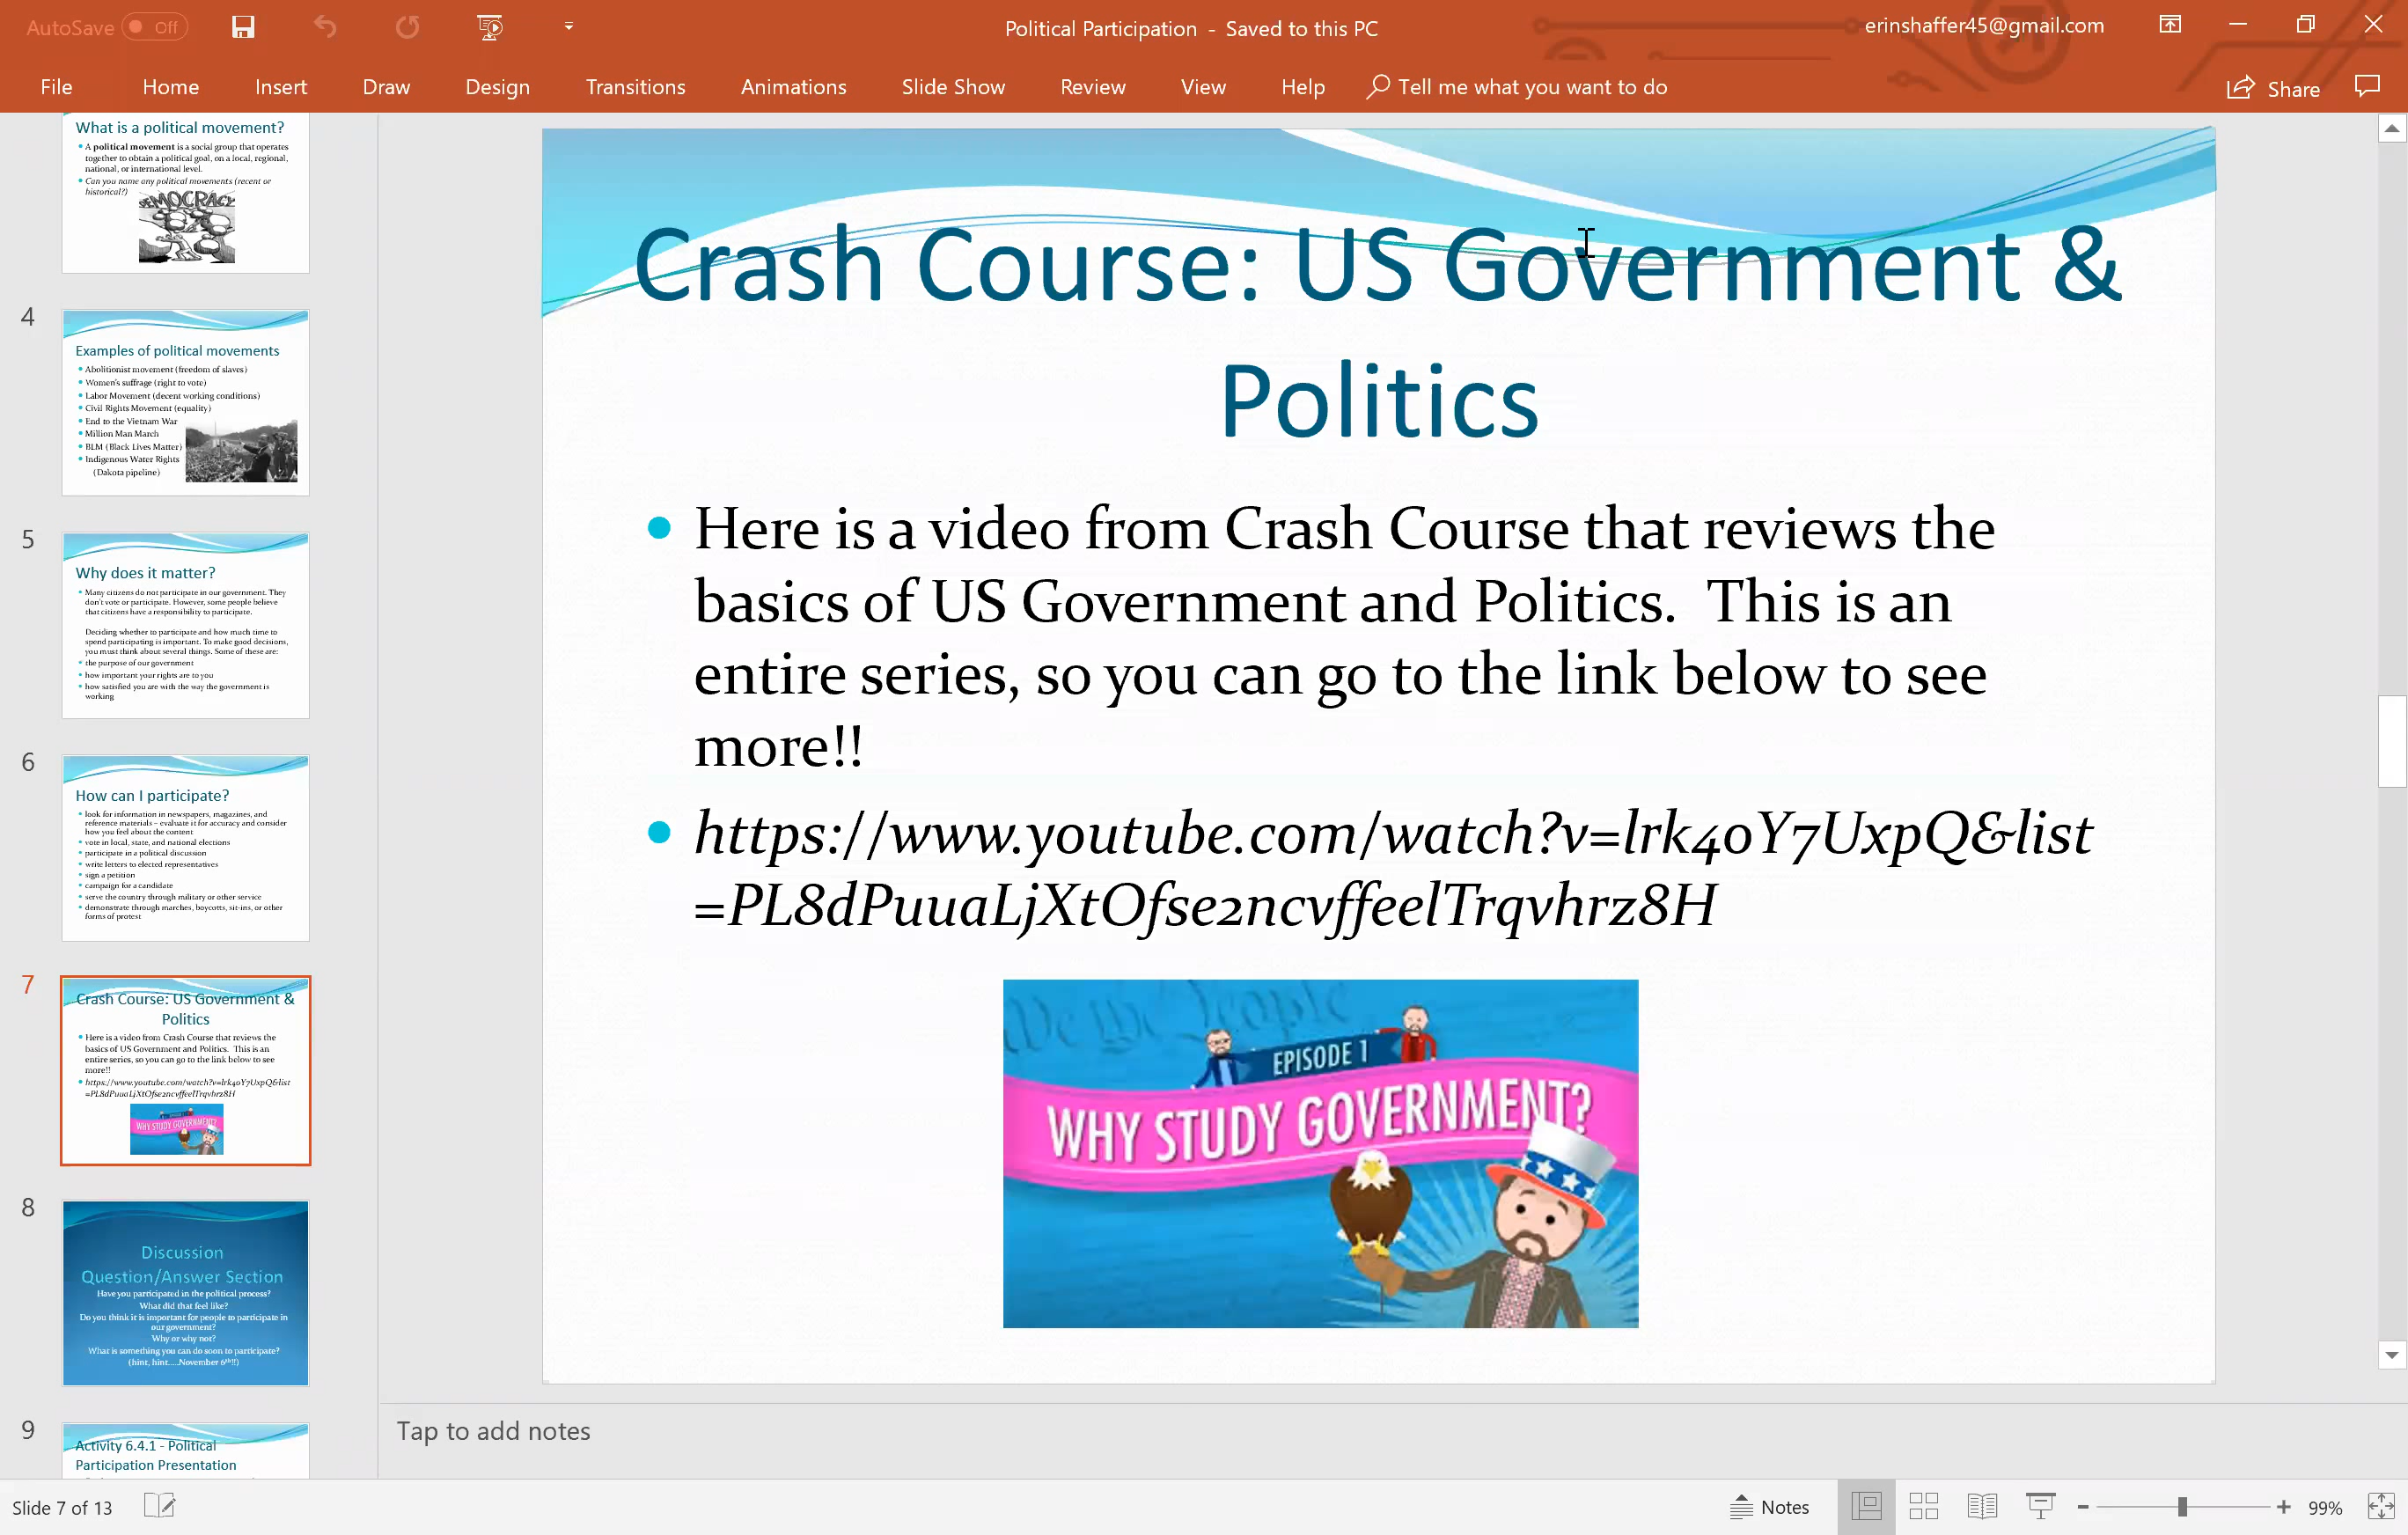 AutoSave Off
Political Participation - Saved to this PC
erinshaffer45@gmail.com
File Home Insert Draw Design Transitions Animations Slide Show Review View Help Tell me what you want to do
Share
What is a political movement?
A political movement is a social group that operates
together to obtain a political goal, on a local, regional,
national, or international level.
Can you name any political movements (recent or
historical?)
DEMOCRACY
4
Examples of political movements
Abolitionist movement (freedom of slaves)
Women's suffrage (right to vote)
Labor Movement (decent working conditions)
Civil Rights Movement (equality)
End to the Vietnam War
Million Man March
BLM (Black Lives Matter)
Indigenous Water Rights
(Dakota pipeline)
5
Why does it matter?
Many citizens do not participate in our government. They
don't vote or participate. However, some people believe
that citizens have a responsibility to participate.
Deciding whether to participate and how much time to
spend participating is important. To make good decisions,
you must think about several things. Some of these are:
the purpose of our government
how important your rights are to you
how satisfied you are with the way the government is
working
6
How can I participate?
look for information in newspapers, magazines, and
reference materials – evaluate it for accuracy and consider
how you feel about the content
vote in local, state, and national elections
participate in a political discussion
write letters to elected representatives
sign a petition
campaign for a candidate
serve the country through military or other service
demonstrate through marches, boycotts, sit-ins, or other
forms of protest
7
Crash Course: US Government &
Politics
Here is a video from Crash Course that reviews the
basics of US Government and Politics. This is an
entire series, so you can go to the link below to see
more!!
https://www.youtube.com/watch?v=lrk4oY7UxpQ&list
=PL8dPuuaLjXtOfse2ncvffeelTrqvhrz8H
WHY STUDY GOVERNMENT?
8
Discussion
Question/Answer Section
Have you participated in the political process?
What did that feel like?
Do you think it is important for people to participate in
our government?
Why or why not?
What is something you can do soon to participate?
(hint, hint.....November 6th!!)
9
Activity 6.4.1 - Political
Participation Presentation
Crash Course: US Government &
Politics
Here is a video from Crash Course that reviews the
basics of US Government and Politics.  This is an
entire series, so you can go to the link below to see
more!!
https://www.youtube.com/watch?v=lrk4oY7UxpQ&list
=PL8dPuuaLjXtOfse2ncvffeelTrqvhrz8H
We the People
EPISODE 1
WHY STUDY GOVERNMENT?
Tap to add notes
Slide 7 of 13
Notes
99%